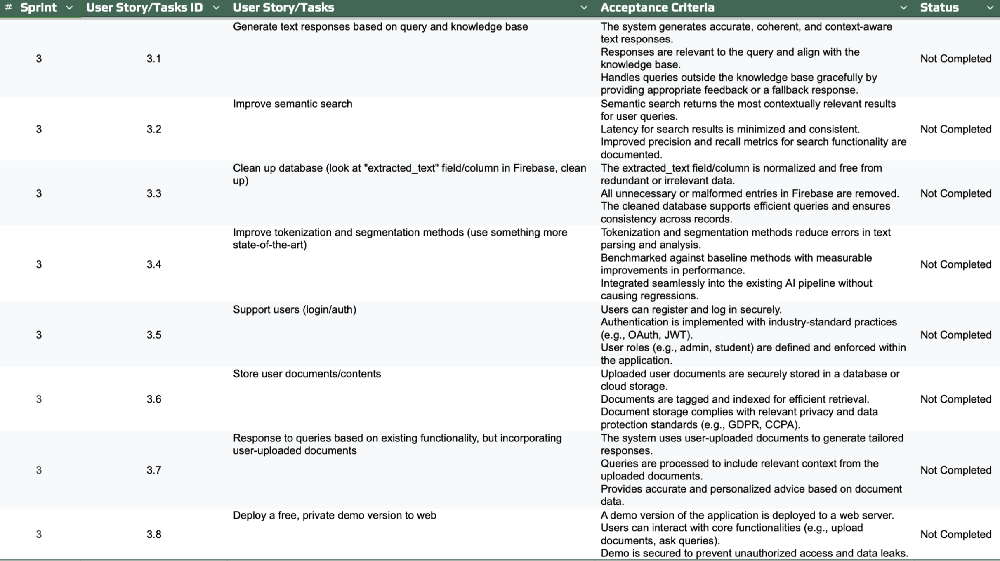 # Sprint User Story/Tasks ID User Story/Tasks Acceptance Criteria Status
3 3.1 Generate text responses based on query and knowledge base
The system generates accurate, coherent, and context-aware
text responses.
Responses are relevant to the query and align with the
knowledge base.
Handles queries outside the knowledge base gracefully by
providing appropriate feedback or a fallback response.
Not Completed
3 3.2 Improve semantic search
Semantic search returns the most contextually relevant results
for user queries.
Latency for search results is minimized and consistent.
Improved precision and recall metrics for search functionality are
documented.
Not Completed
3 3.3 Clean up database (look at "extracted_text" field/column in Firebase, clean
up)
The extracted_text field/column is normalized and free from
redundant or irrelevant data.
All unnecessary or malformed entries in Firebase are removed.
The cleaned database supports efficient queries and ensures
consistency across records.
Not Completed
3 3.4 Improve tokenization and segmentation methods (use something more
state-of-the-art)
Tokenization and segmentation methods reduce errors in text
parsing and analysis.
Benchmarked against baseline methods with measurable
improvements in performance.
Integrated seamlessly into the existing AI pipeline without
causing regressions.
Not Completed
3 3.5 Support users (login/auth)
Users can register and log in securely.
Authentication is implemented with industry-standard practices
(e.g., OAuth, JWT).
User roles (e.g., admin, student) are defined and enforced within
the application.
Not Completed
3 3.6 Store user documents/contents
Uploaded user documents are securely stored in a database or
cloud storage.
Documents are tagged and indexed for efficient retrieval.
Document storage complies with relevant privacy and data
protection standards (e.g., GDPR, CCPA).
Not Completed
3 3.7 Response to queries based on existing functionality, but incorporating
user-uploaded documents
The system uses user-uploaded documents to generate tailored
responses.
Queries are processed to include relevant context from the
uploaded documents.
Provides accurate and personalized advice based on document
data.
Not Completed
3 3.8 Deploy a free, private demo version to web
A demo version of the application is deployed to a web server.
Users can interact with core functionalities (e.g., upload
documents, ask queries).
Demo is secured to prevent unauthorized access and data leaks.
Not Completed